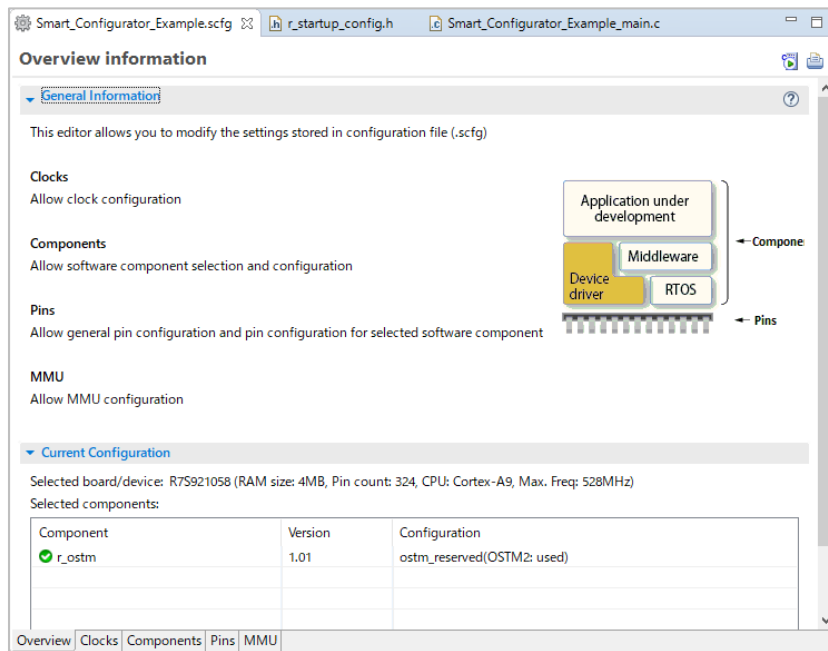 Smart_Configurator_Example.scfg
r_startup_config.h
Smart_Configurator_Example_main.c
Overview information
General Information
This editor allows you to modify the settings stored in configuration file (.scfg)
Clocks
Allow clock configuration
Components
Allow software component selection and configuration
Pins
Allow general pin configuration and pin configuration for selected software component
MMU
Allow MMU configuration
Application under
development
Middleware
Device
driver
RTOS
Compone
Pins
Current Configuration
Selected board/device: R7S921058 (RAM size: 4MB, Pin count: 324, CPU: Cortex-A9, Max. Freq: 528MHz)
Selected components:
Component Version Configuration
r_ostm 1.01 ostm_reserved(OSTM2: used)
Overview Clocks Components Pins MMU